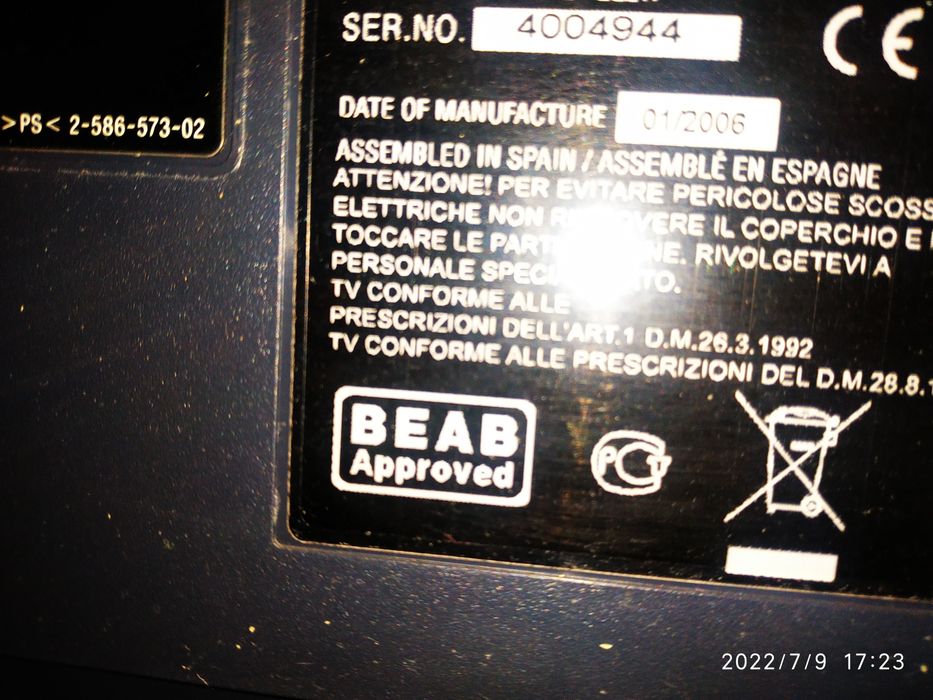 SER.NO. 4004944
CE
>PS< 2-586-573-02
DATE OF MANUFACTURE 01/2006
ASSEMBLED IN SPAIN / ASSEMBLÉ EN ESPAGNE
ATTENZIONE! PER EVITARE PERICOLOSE SCOSS
ELETTRICHE NON IL COPERCHIO E
TOCCARE LE RIVOLGETEVI A
PERSONALE
TV CONFORME ALLE
PRESCRIZIONI DELL'ART.1 D.M.26.3.1992
TV CONFORME ALLE PRESCRIZIONI DEL D.M.28.8.
BEAB
Approved
PCT
2022/7/9 17:23